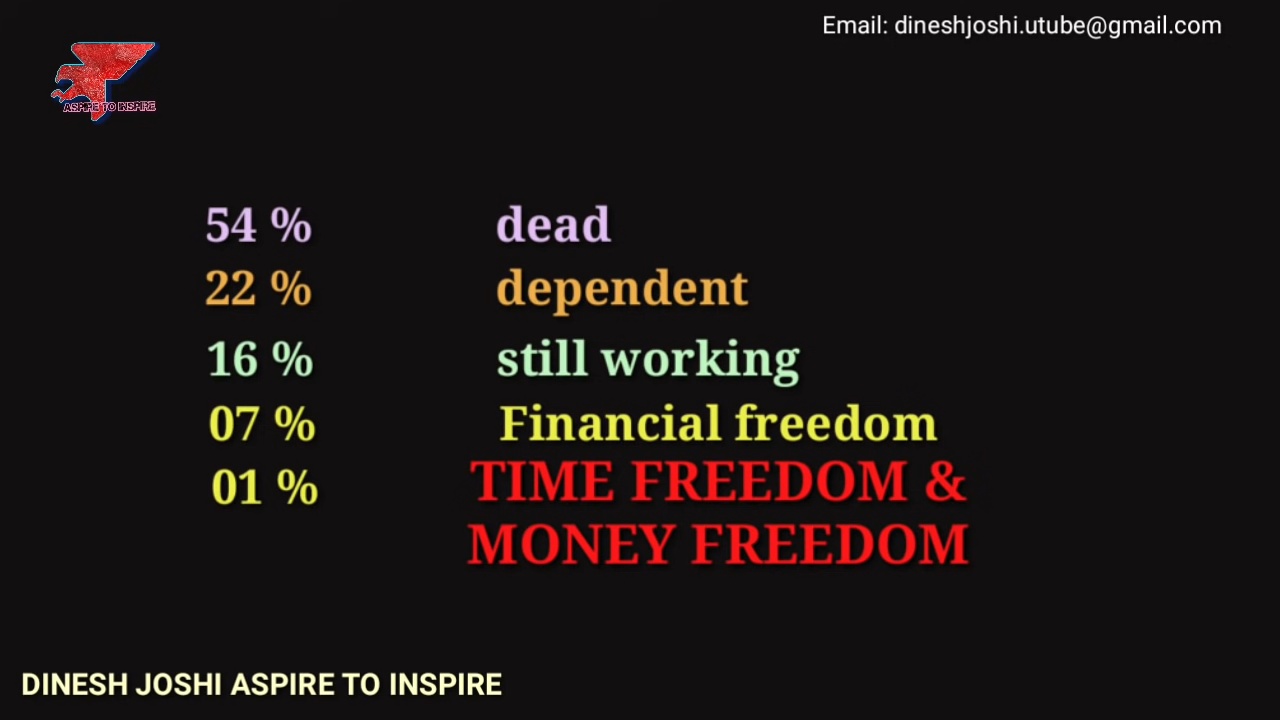 Email: dineshjoshi.utube@gmail.com
ASPIRE TO INSPIRE
54 % dead
22 % dependent
16 % still working
07 % Financial freedom
01 % TIME FREEDOM &
MONEY FREEDOM
DINESH JOSHI ASPIRE TO INSPIRE